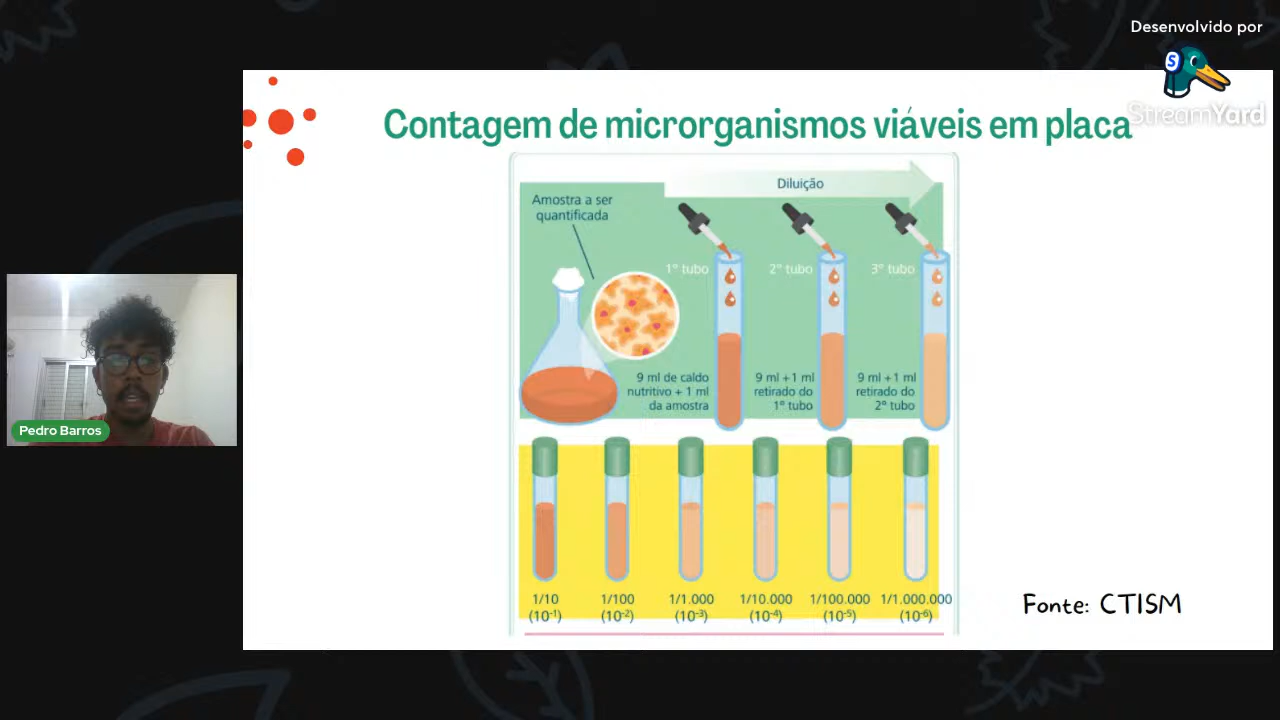 Desenvolvido por
StreamYard
Contagem de microrganismos viáveis em placa
Diluição
Amostra a ser
quantificada
1º tubo
2º tubo
3º tubo
9 ml de caldo
nutritivo + 1 ml
da amostra
9 ml +1 ml
retirado do
1º tubo
9 ml +1 ml
retirado do
2º tubo
Pedro Barros
1/10
(10⁻¹)
1/100
(10⁻²)
1/1.000
(10⁻³)
1/10.000
(10⁻⁴)
1/100.000
(10⁻⁵)
1/1.000.000
(10⁻⁶)
Fonte: CTISM